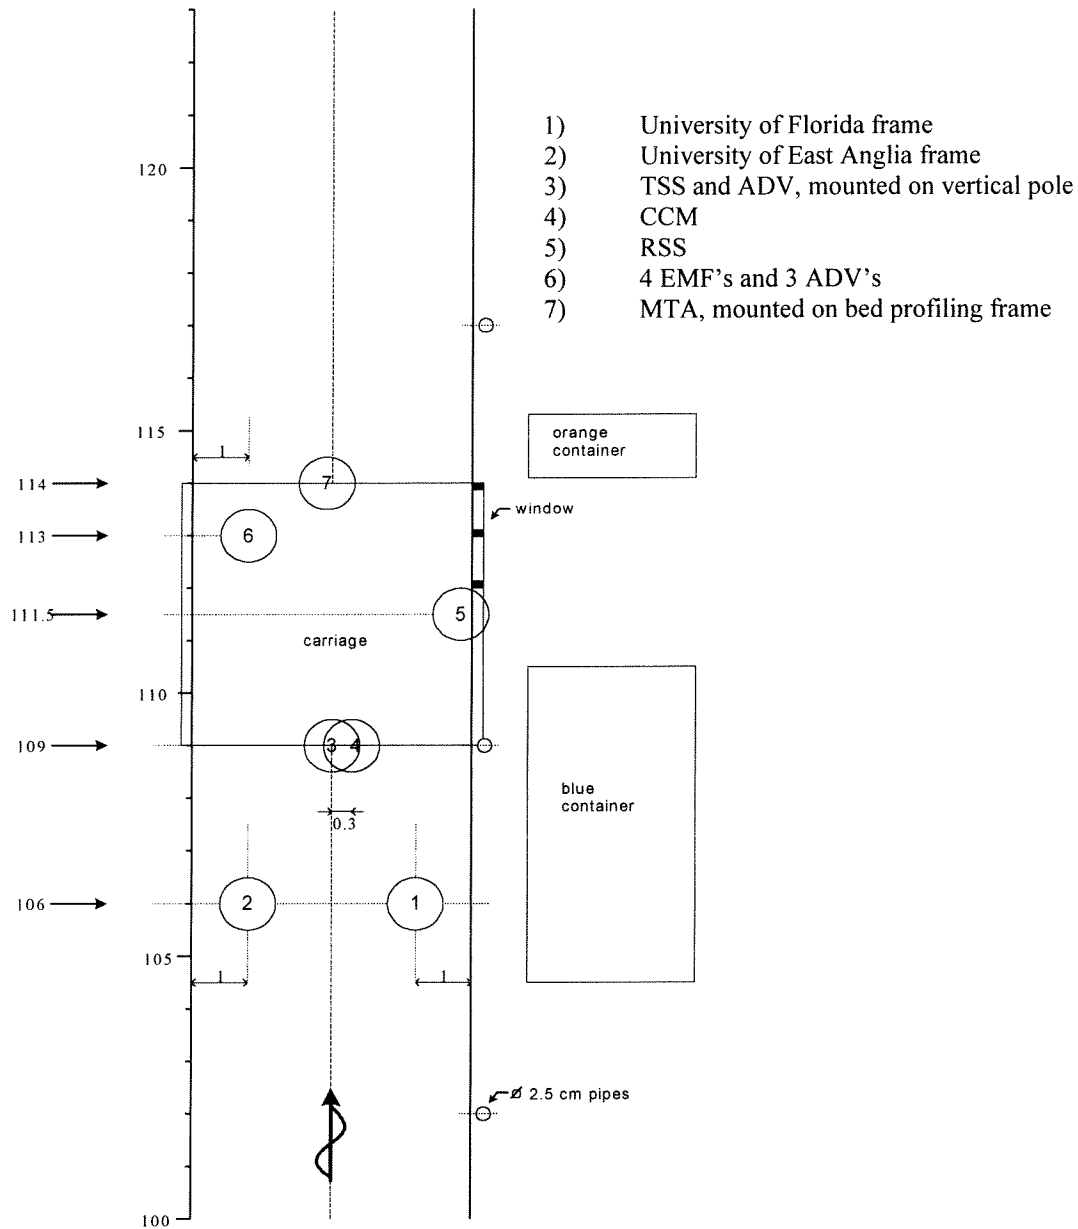 1) University of Florida frame
2) University of East Anglia frame
3) TSS and ADV, mounted on vertical pole
4) CCM
5) RSS
6) 4 EMF's and 3 ADV's
7) MTA, mounted on bed profiling frame
120
115
1
orange
container
114
7
window
113
6
111.5
5
carriage
110
109
3
4
blue
container
0.3
106
2
1
105
1
1
Ø 2.5 cm pipes
100